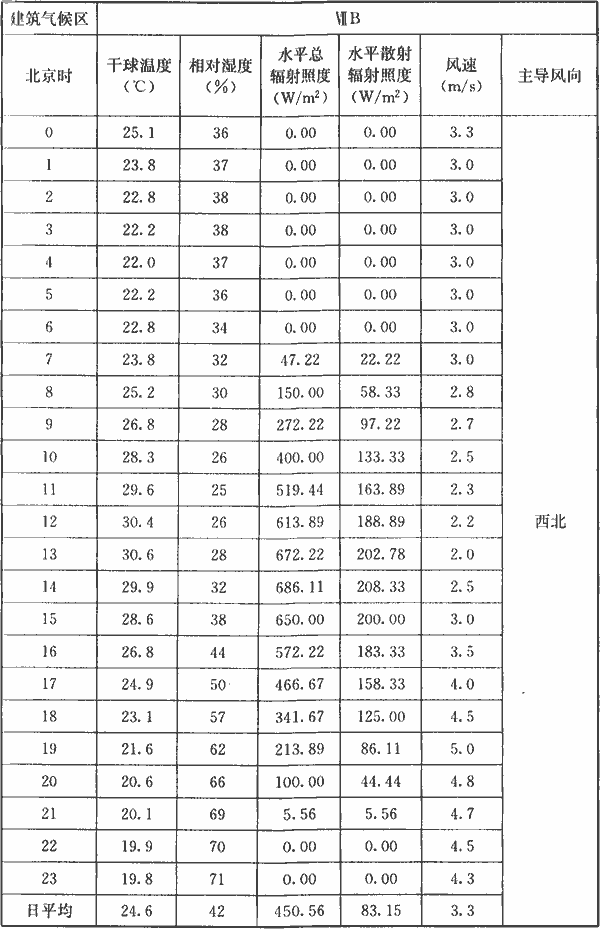 建筑气候区 ⅦB
北京时 干球温度(℃) 相对湿度(%) 水平总辐射照度(W/m²) 水平散射辐射照度(W/m²) 风速(m/s) 主导风向
0 25.1 36 0.00 0.00 3.3
1 23.8 37 0.00 0.00 3.0
2 22.8 38 0.00 0.00 3.0
3 22.2 38 0.00 0.00 3.0
4 22.0 37 0.00 0.00 3.0
5 22.2 36 0.00 0.00 3.0
6 22.8 34 0.00 0.00 3.0
7 23.8 32 47.22 22.22 3.0
8 25.2 30 150.00 58.33 2.8
9 26.8 28 272.22 97.22 2.7
10 28.3 26 400.00 133.33 2.5
11 29.6 25 519.44 163.89 2.3
12 30.4 26 613.89 188.89 2.2 西北
13 30.6 28 672.22 202.78 2.0
14 29.9 32 686.11 208.33 2.5
15 28.6 38 650.00 200.00 3.0
16 26.8 44 572.22 183.33 3.5
17 24.9 50 466.67 158.33 4.0
18 23.1 57 341.67 125.00 4.5
19 21.6 62 213.89 86.11 5.0
20 20.6 66 100.00 44.44 4.8
21 20.1 69 5.56 5.56 4.7
22 19.9 70 0.00 0.00 4.5
23 19.8 71 0.00 0.00 4.3
日平均 24.6 42 450.56 83.15 3.3